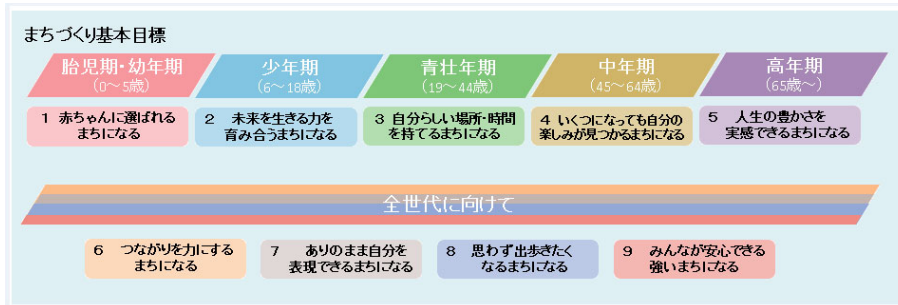 まちづくり基本目標
胎児期・幼年期
(0～5歳)
少年期
(6～18歳)
青壮年期
(19～44歳)
中年期
(45～64歳)
高年期
(65歳～)
1 赤ちゃんに選ばれる
まちになる
2 未来を生きる力を
育み合うまちになる
3 自分らしい場所・時間
を持てるまちになる
4 いくつになっても自分の
楽しみが見つかるまちになる
5 人生の豊かさを
実感できるまちになる
全世代に向けて
6 つながりを力にする
まちになる
7 ありのまま自分を
表現できるまちになる
8 思わず出歩きたく
なるまちになる
9 みんなが安心できる
強いまちになる